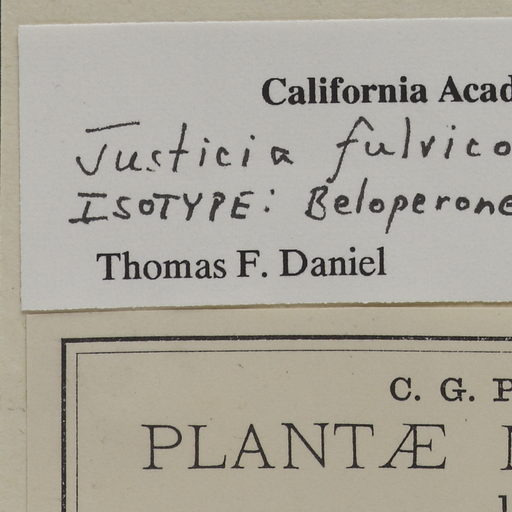 California Acad
Justicia fulvico
ISOTYPE: Beloperone
Thomas F. Daniel
C. G. P
PLANTÆ